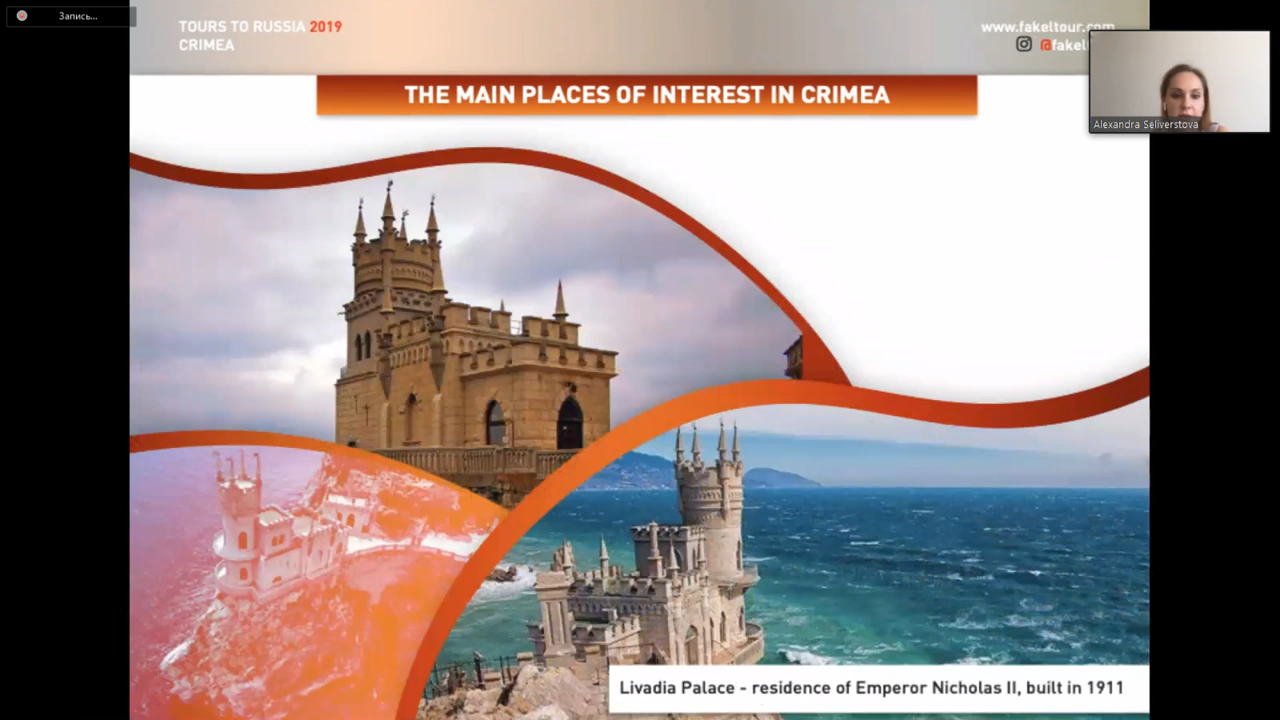 Запись...
TOURS TO RUSSIA 2019
CRIMEA
www.fakeltour.com
Alexandra Seliverstova
THE MAIN PLACES OF INTEREST IN CRIMEA
Livadia Palace - residence of Emperor Nicholas II, built in 1911